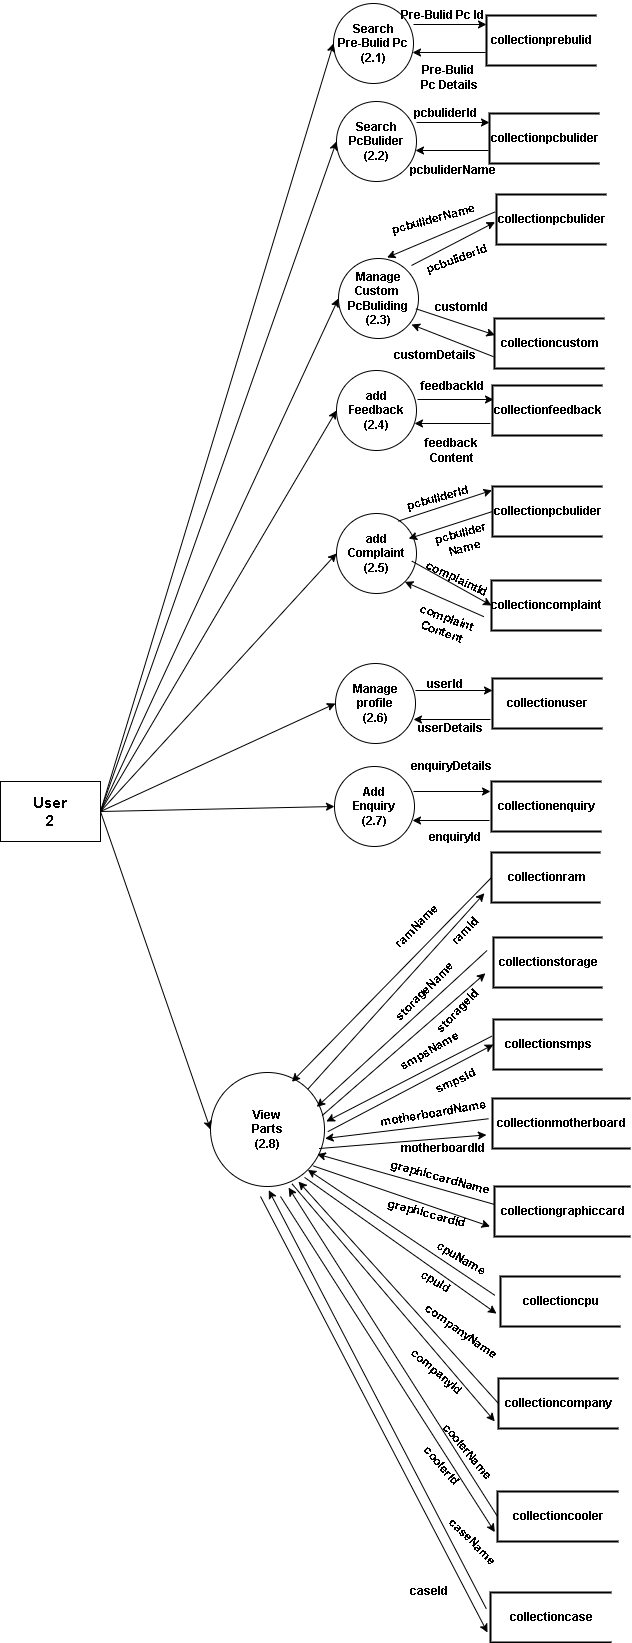 Search
Pre-Bulid Pc
(2.1)
Pre-Bulid Pc Id
collectionprebulid
Pre-Bulid
Pc Details
Search
PcBulider
(2.2)
pcbuliderId
collectionpcbulider
pcbuliderName
pcbuliderName
collectionpcbulider
pcbuliderId
Manage
Custom
PcBuliding
(2.3)
customId
collectioncustom
customDetails
add
Feedback
(2.4)
feedbackId
collectionfeedback
feedback
Content
pcbuliderId
collectionpcbulider
pcbulider
Name
add
Complaint
(2.5)
complaintId
collectioncomplaint
complaint
Content
Manage
profile
(2.6)
userId
collectionuser
userDetails
enquiryDetails
Add
Enquiry
(2.7)
collectionenquiry
enquiryId
User
2
collectionram
ramName
ramId
collectionstorage
storageName
storageId
collectionsmps
smpsName
smpsId
View
Parts
(2.8)
motherboardName
collectionmotherboard
motherboardId
graphiccardName
collectiongraphiccard
graphiccardId
cpuName
cpuId
collectioncpu
companyName
companyId
collectioncompany
coolerName
coolerId
collectioncooler
caseName
caseId
collectioncase